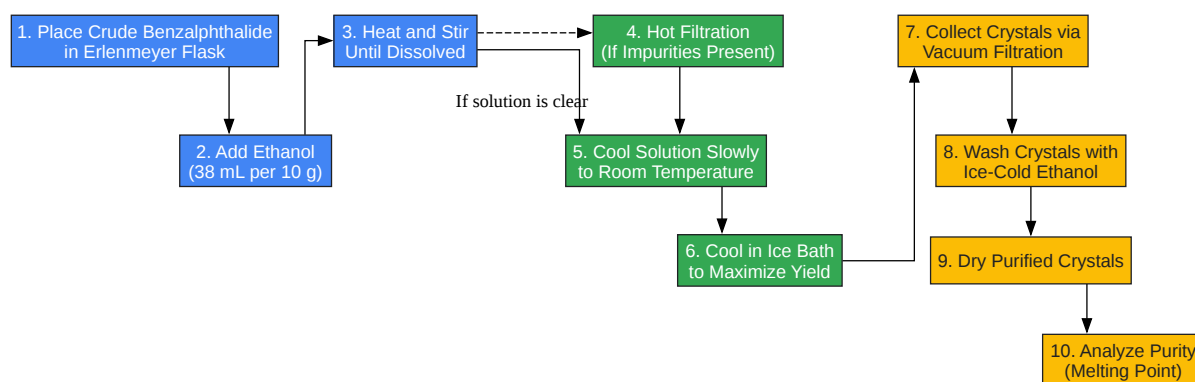 1. Place Crude Benzalphthalide
in Erlenmeyer Flask
2. Add Ethanol
(38 mL per 10 g)
3. Heat and Stir
Until Dissolved
If solution is clear
4. Hot Filtration
(If Impurities Present)
5. Cool Solution Slowly
to Room Temperature
6. Cool in Ice Bath
to Maximize Yield
7. Collect Crystals via
Vacuum Filtration
8. Wash Crystals with
Ice-Cold Ethanol
9. Dry Purified Crystals
10. Analyze Purity
(Melting Point)